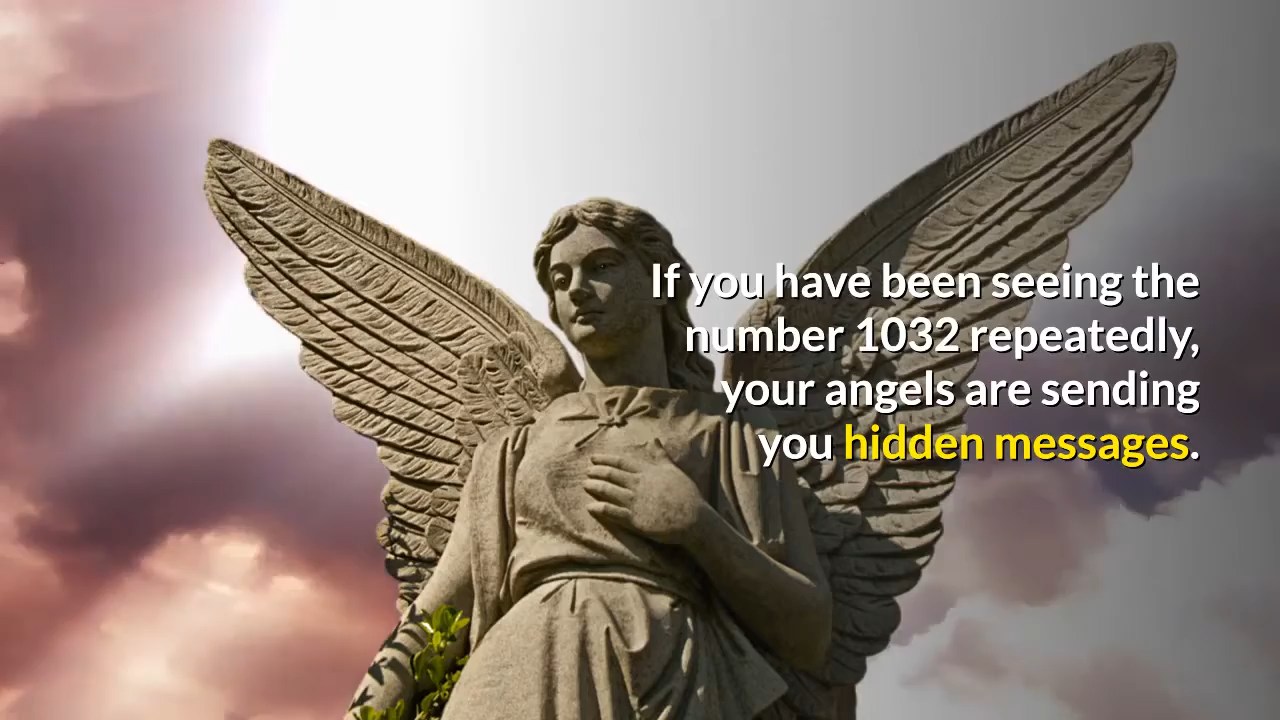 If you have been seeing the
number 1032 repeatedly,
your angels are sending
you hidden messages.